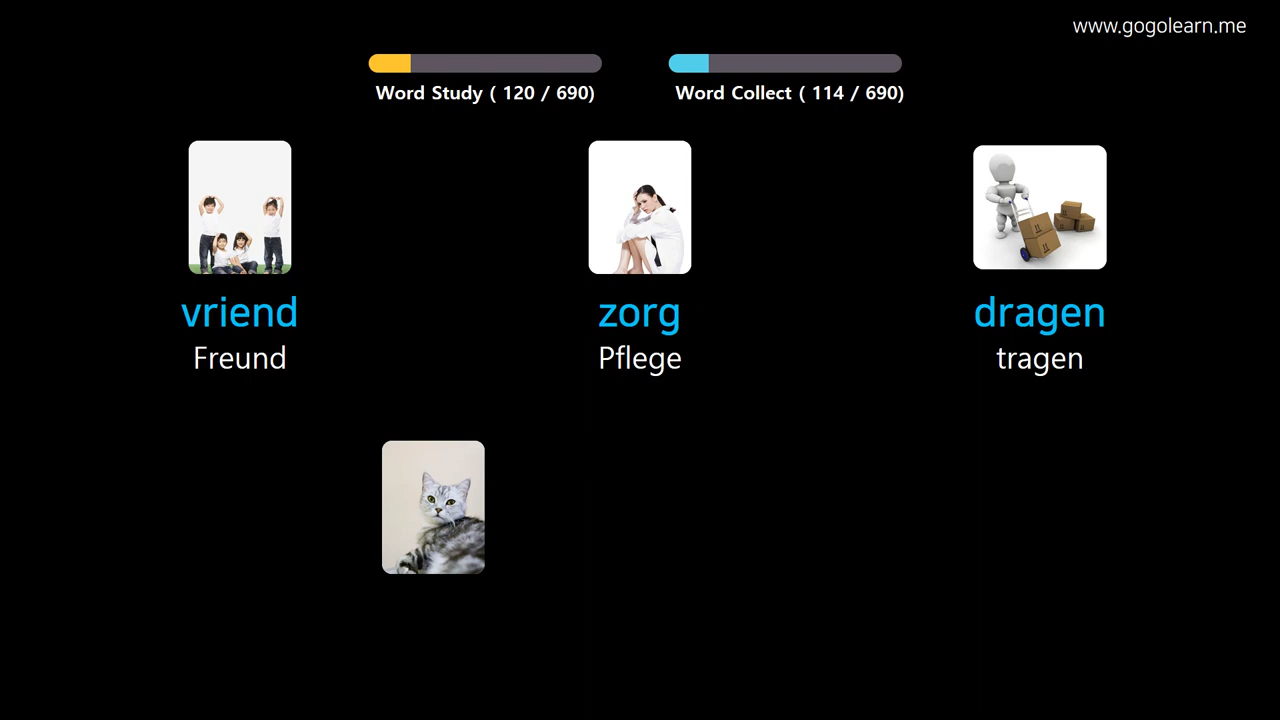 www.gogolearn.me
Word Study ( 120 / 690)
Word Collect ( 114 / 690)
vriend
Freund
zorg
Pflege
dragen
tragen